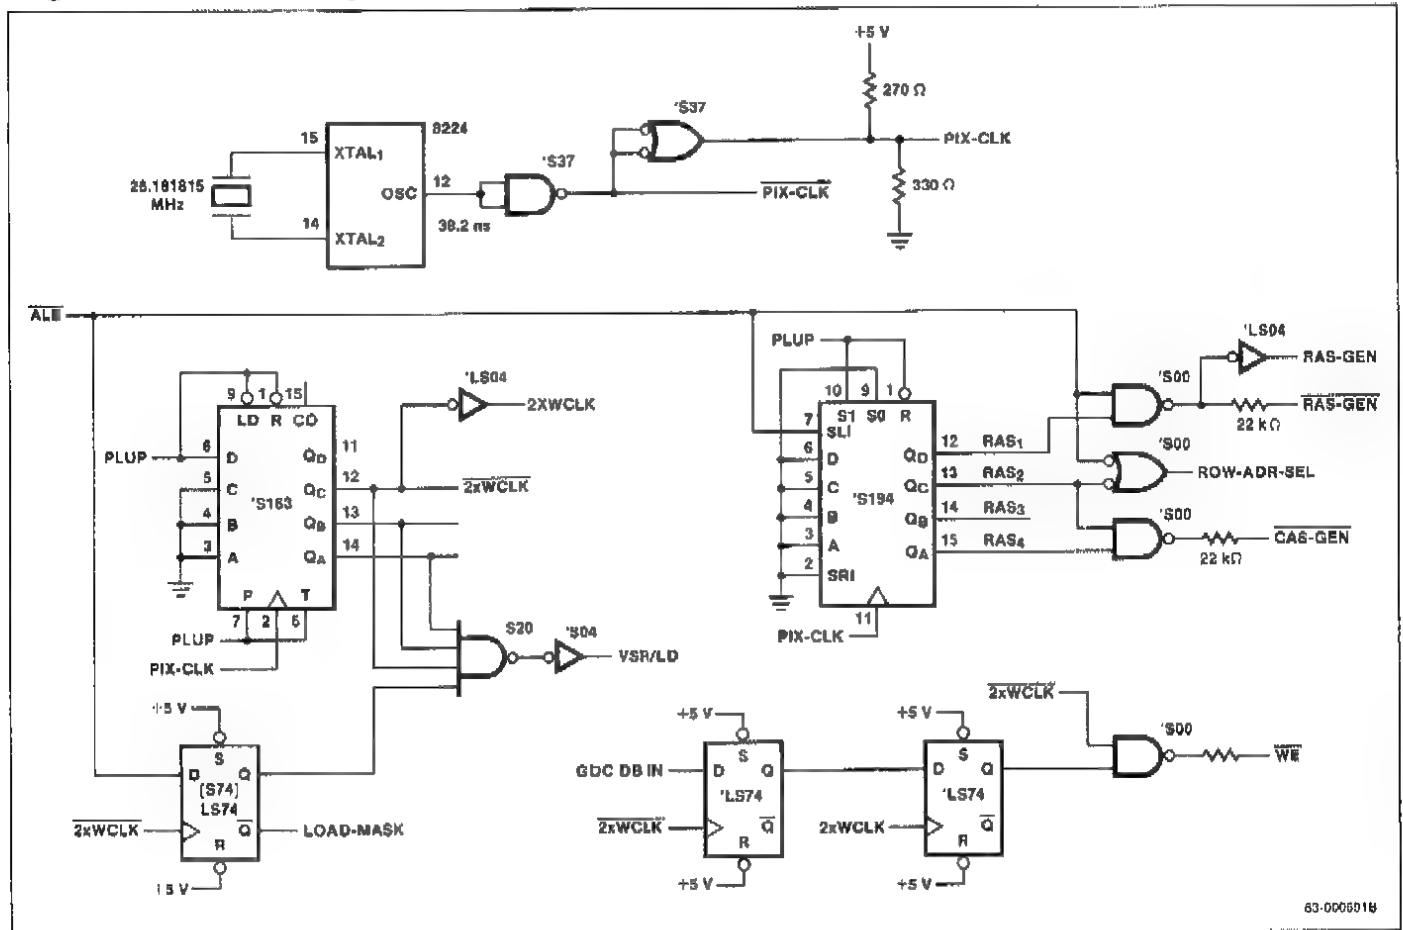 +5 V
270 Ω
'S37
PIX-CLK
8224
15
XTAL1
'S37
12
OSC
26.181815
MHz
330 Ω
PIX-CLK
14
XTAL2
38.2 ns
ALE
'LS04
PLUP
RAS-GEN
'LS04
'S00
9 1 15
10 9 1
2XWCLK
RAS-GEN
LD R CD
S1 S0 R
22 kΩ
7
SLI
6
D
QD
11
12
RAS1
'S00
PLUP
6
D
QD
5
C
QC
12
2xWCLK
5
C
QC
13
RAS2
ROW-ADR-SEL
'S163
'S194
4
B
QB
13
4
B
QB
14
RAS3
'S00
3
A
QA
14
3
A
QA
15
RAS4
CAS-GEN
2
SRI
22 kΩ
P T
7 2 5
11
PLUP
S20
'S04
PIX-CLK
PIX-CLK
VSR/LD
2xWCLK
+5 V
+5 V
+5 V
'S00
S
S
S
D
Q
GDC DB IN
D
Q
D
Q
WE
[S74]
LS74
'LS74
'LS74
2xWCLK
Q
LOAD-MASK
2xWCLK
Q
2xWCLK
Q
R
R
R
+5 V
+5 V
+5 V
83-000601B